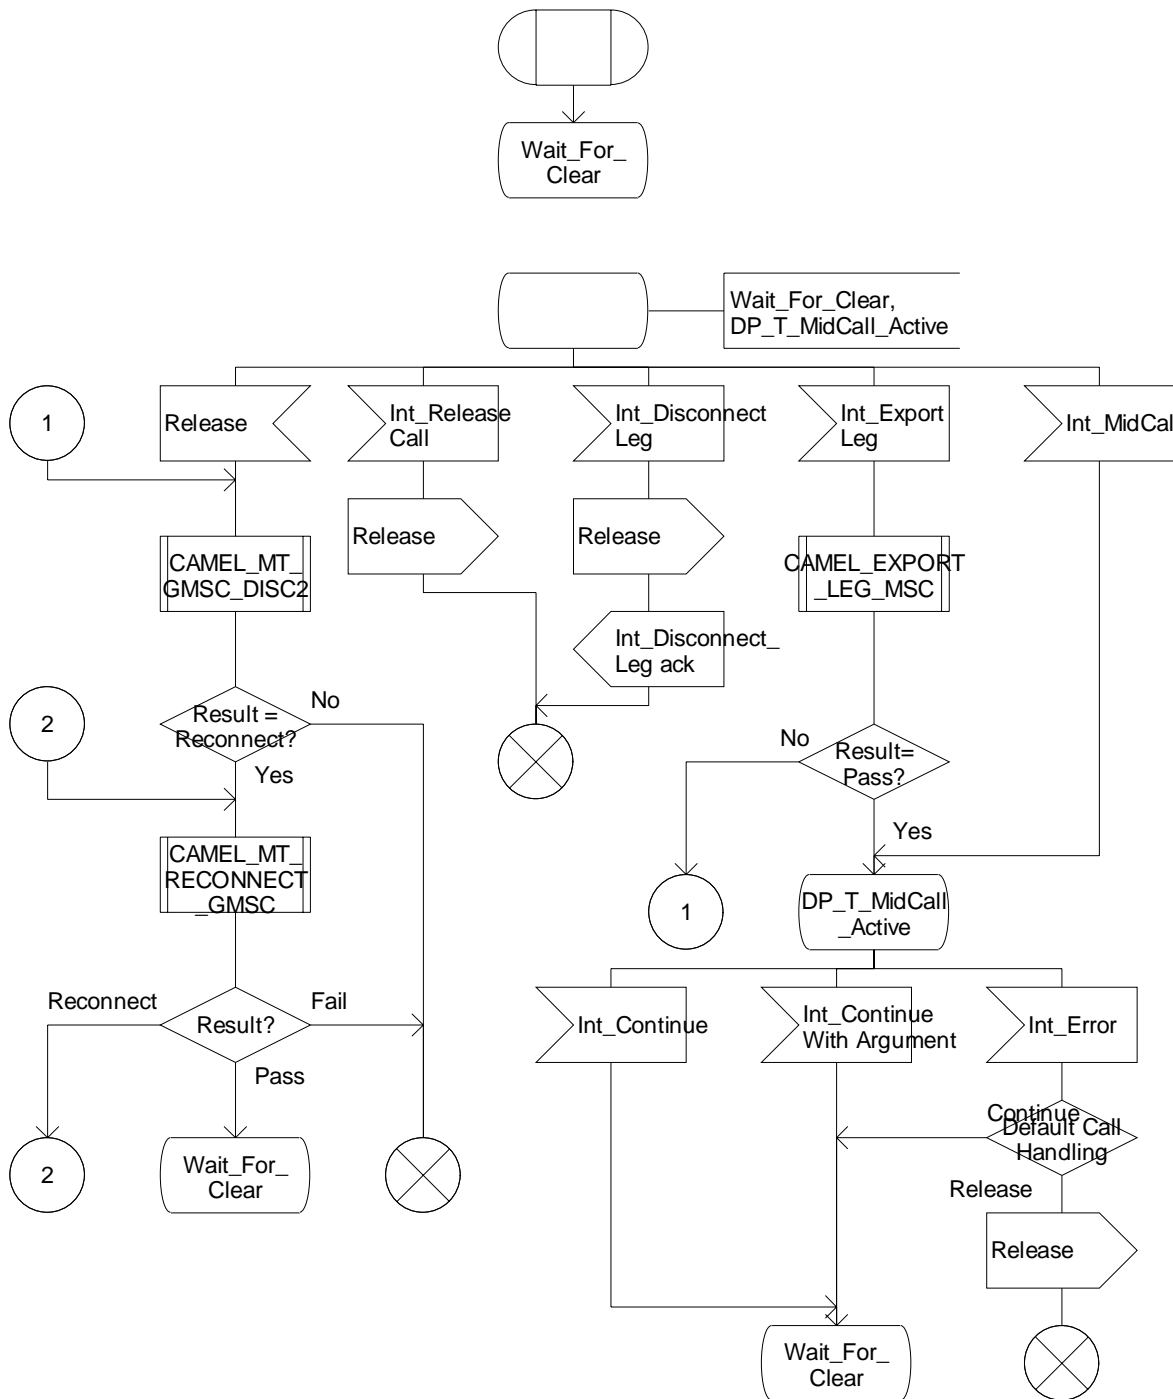 Wait_For_
Clear
Wait_For_Clear,
DP_T_MidCall_Active
1
Release
Int_Release
Call
Int_Disconnect
Leg
Int_Export
Leg
Int_MidCall
Release
Release
CAMEL_MT_
GMSC_DISC2
CAMEL_EXPORT
_LEG_MSC
Int_Disconnect_
Leg ack
2
Result =
Reconnect?
No
Yes
No
Result=
Pass?
Yes
CAMEL_MT_
RECONNECT
_GMSC
1
DP_T_MidCall
_Active
Reconnect
Result?
Fail
Pass
Int_Continue
Int_Continue
With Argument
Int_Error
Continue
Default Call
Handling
Release
2
Wait_For_
Clear
Release
Wait_For_
Clear